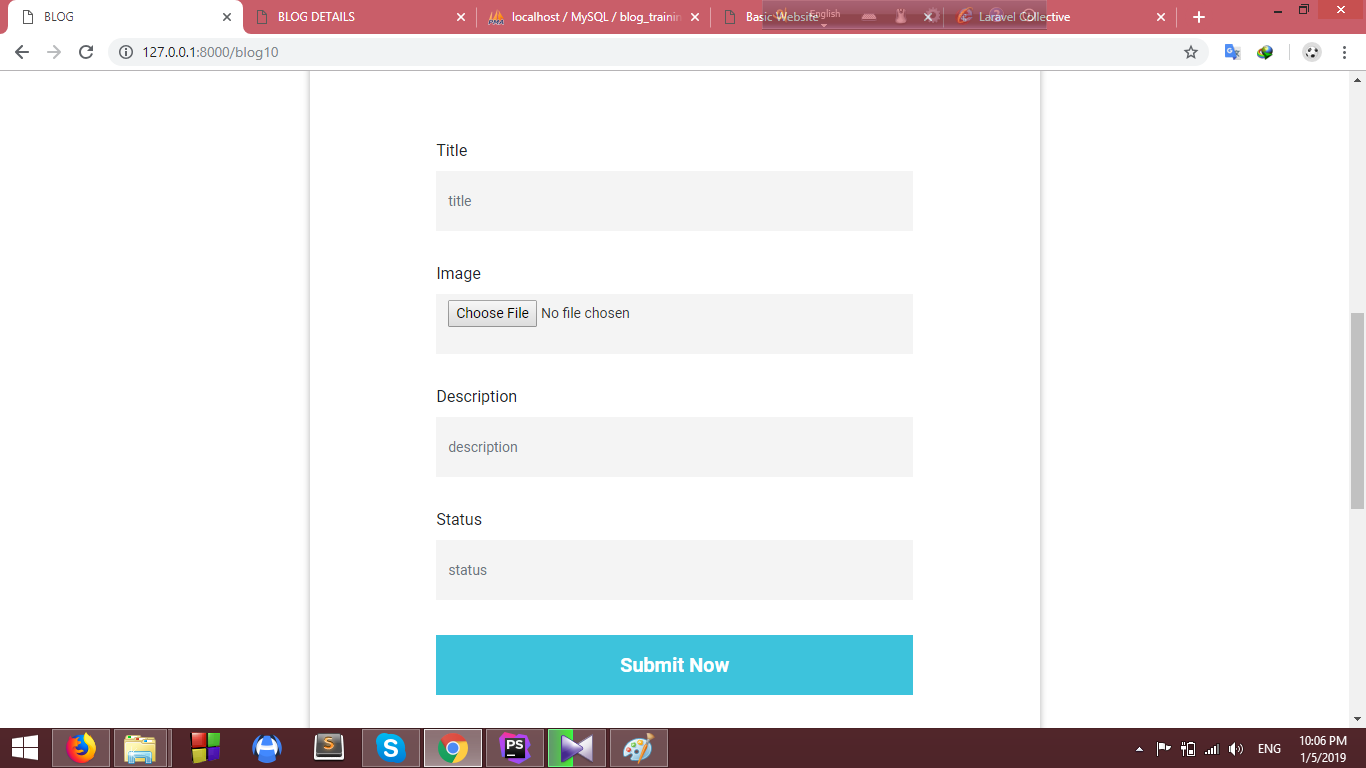 BLOG
BLOG DETAILS
localhost / MySQL / blog_trainin
Basic Website
English
Laravel Collective
127.0.0.1:8000/blog10
Title
title
Image
Choose File No file chosen
Description
description
Status
status
Submit Now
ENG
10:06 PM
1/5/2019